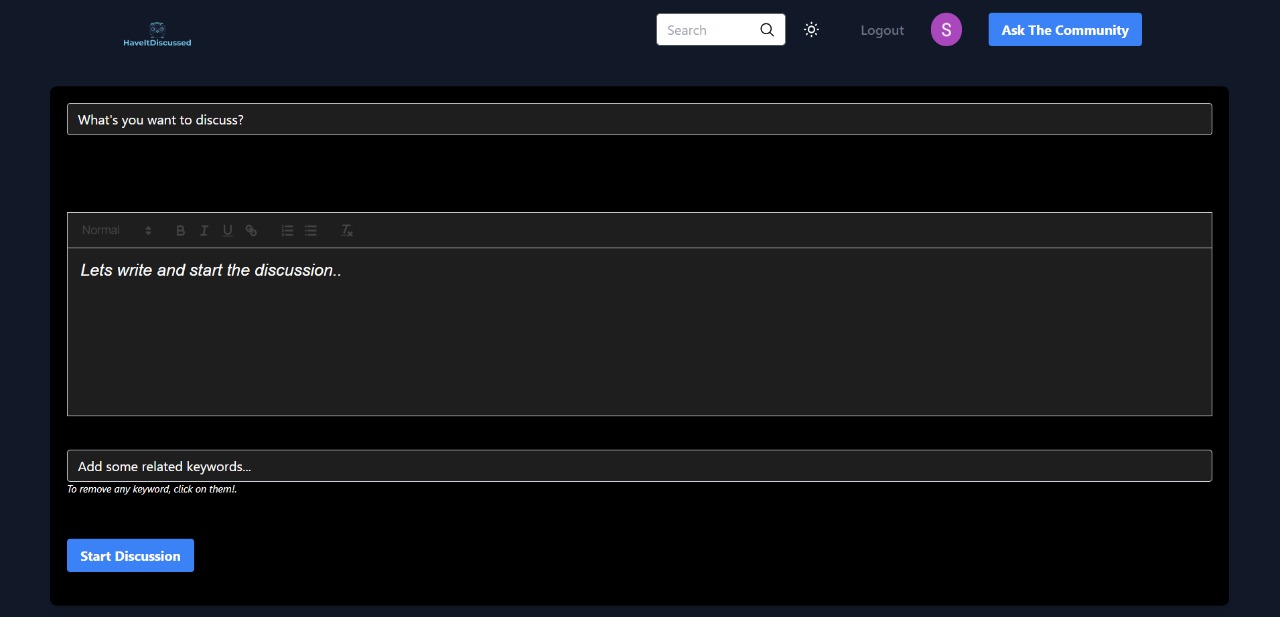 HaveItDiscussed
Search
Logout
S
Ask The Community
What's you want to discuss?
Normal
B I U
Lets write and start the discussion..
Add some related keywords...
To remove any keyword, click on them!.
Start Discussion